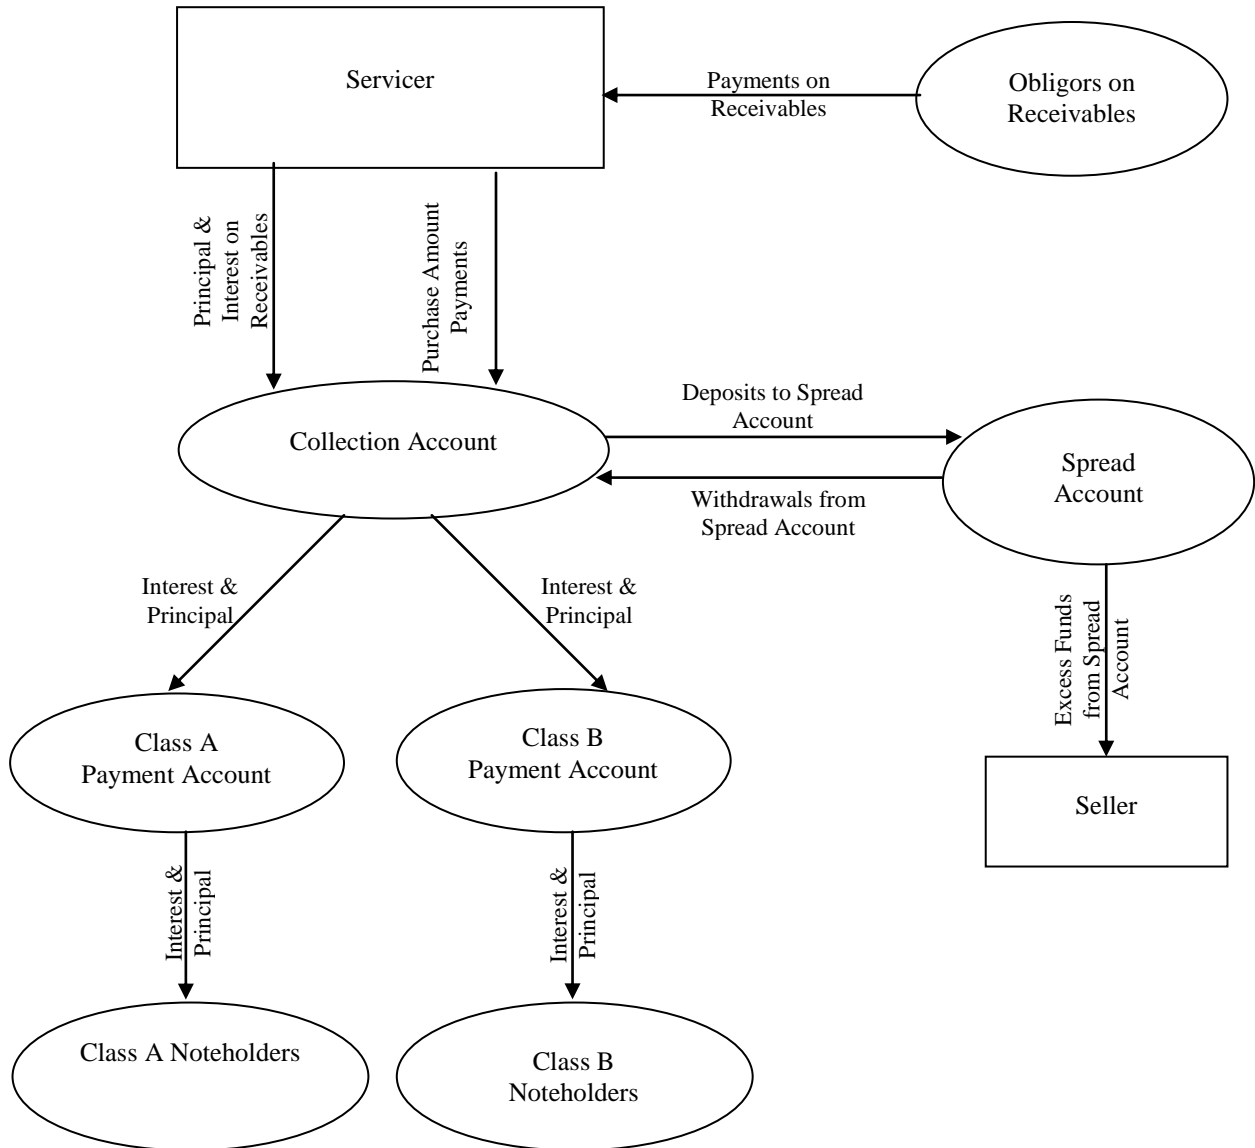 Servicer
Payments on
Receivables
Obligors on
Receivables
Principal &
Interest on
Receivables
Purchase Amount
Payments
Collection Account
Deposits to Spread
Account
Withdrawals from
Spread Account
Spread
Account
Interest &
Principal
Interest &
Principal
Excess Funds
from Spread
Account
Class A
Payment Account
Class B
Payment Account
Seller
Interest &
Principal
Interest &
Principal
Class A Noteholders
Class B
Noteholders